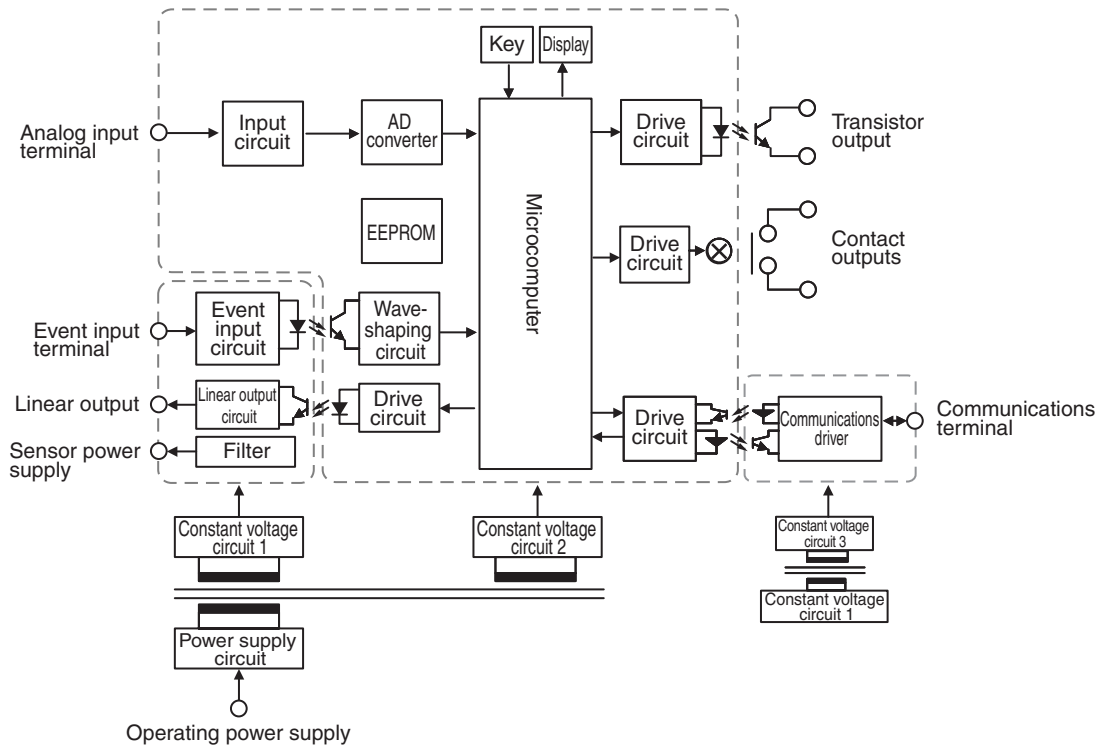 Key
Display
Analog input
terminal
Input
circuit
AD
converter
Microcomputer
Drive
circuit
Transistor
output
EEPROM
Drive
circuit
Contact
outputs
Event input
terminal
Event
input
circuit
Wave-
shaping
circuit
Linear output
Linear output
circuit
Drive
circuit
Drive
circuit
Communications
driver
Communications
terminal
Sensor power
supply
Filter
Constant voltage
circuit 1
Constant voltage
circuit 2
Constant voltage
circuit 3
Constant voltage
circuit 1
Power supply
circuit
Operating power supply